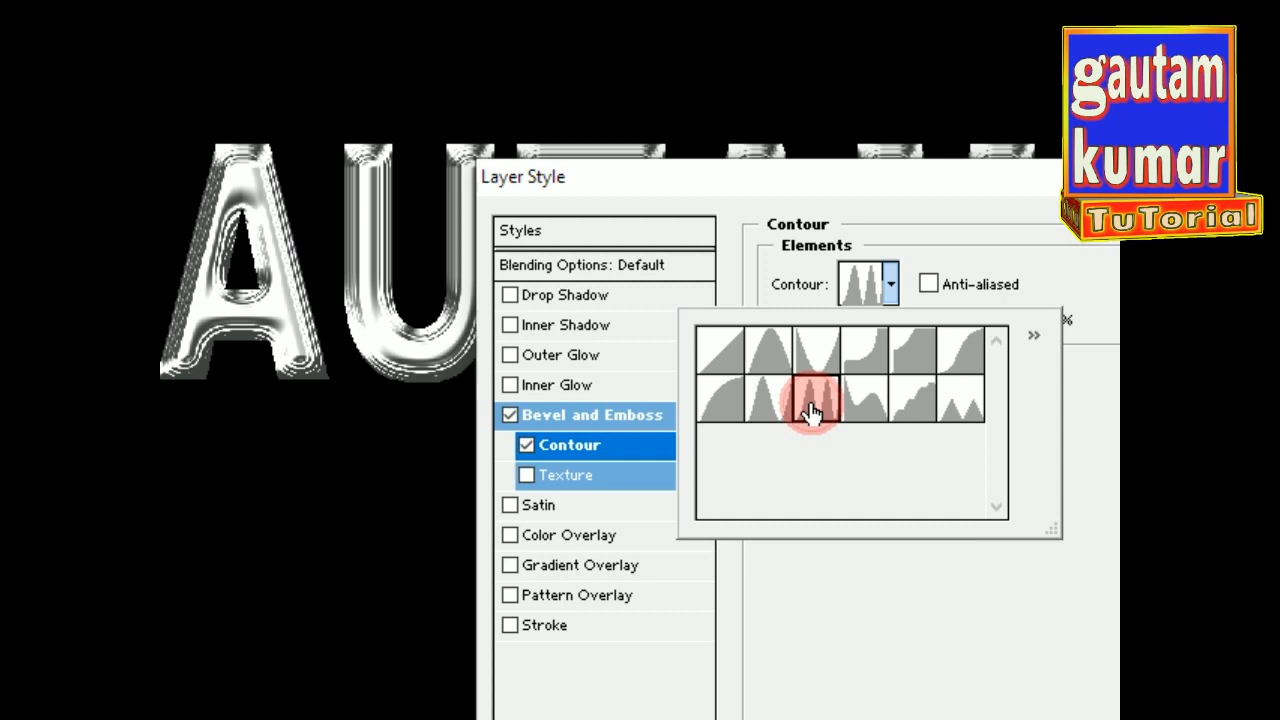 gautam
kumar
TuTorial
AU
Layer Style
Styles
Blending Options: Default
Drop Shadow
Inner Shadow
Outer Glow
Inner Glow
Bevel and Emboss
Contour
Texture
Satin
Color Overlay
Gradient Overlay
Pattern Overlay
Stroke
Contour
Elements
Contour:
Anti-aliased
%